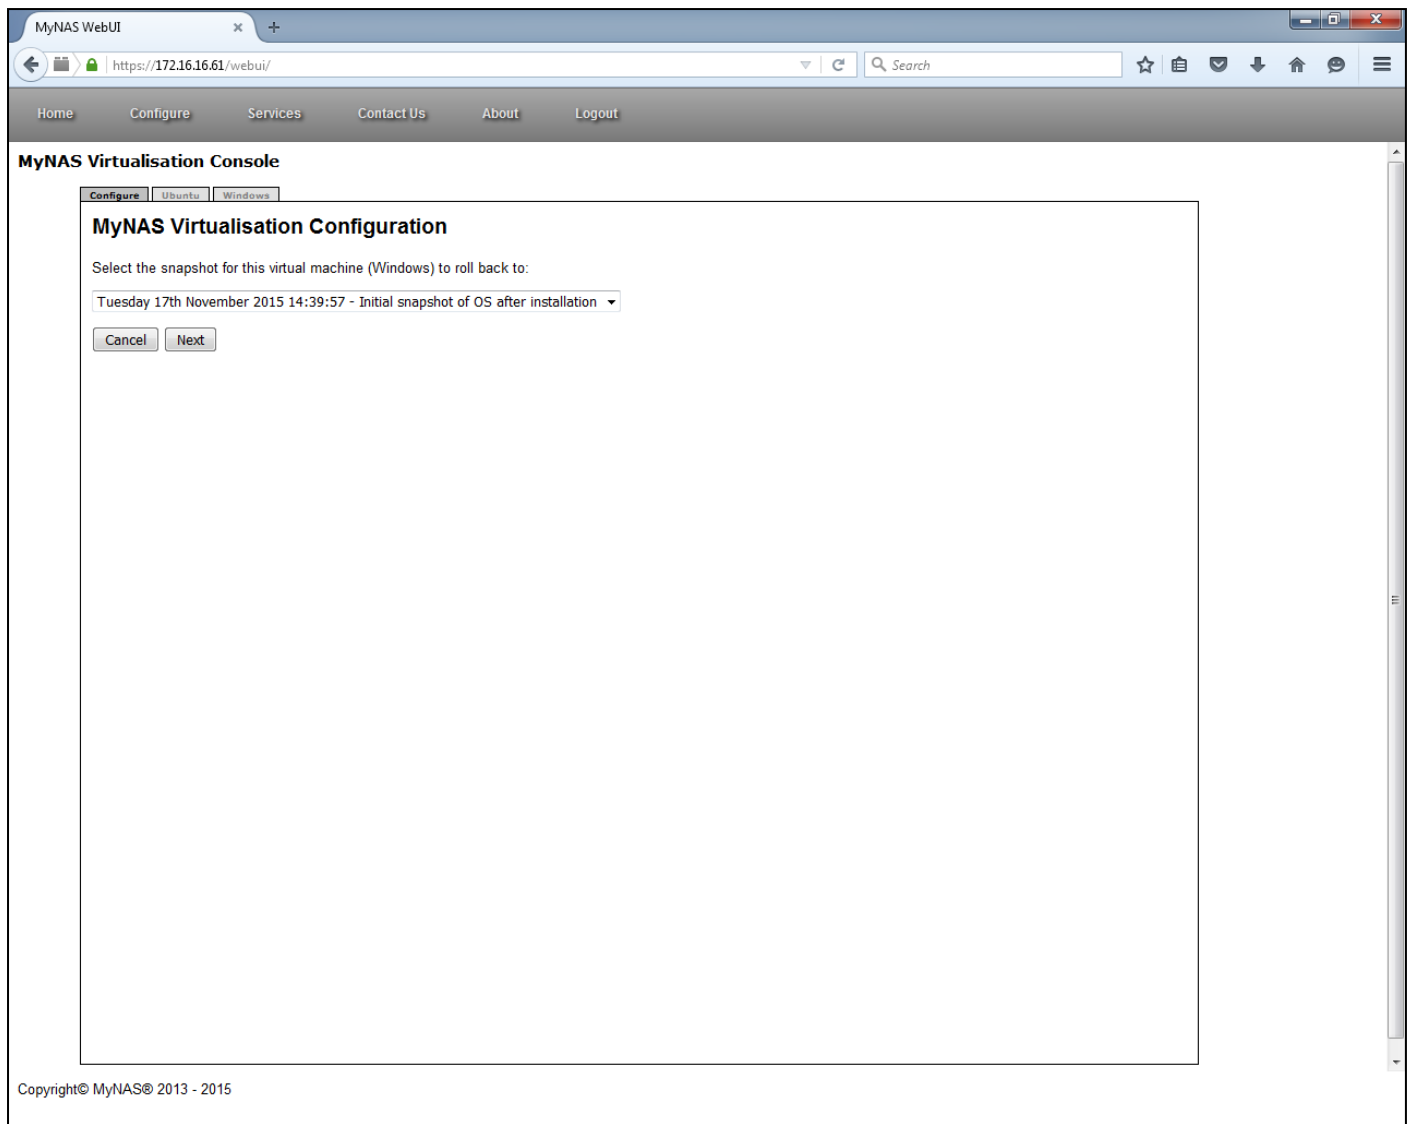 MyNAS WebUI
https://172.16.16.61/webui/
Search
Home Configure Services Contact Us About Logout
MyNAS Virtualisation Console
Configure Ubuntu Windows
MyNAS Virtualisation Configuration
Select the snapshot for this virtual machine (Windows) to roll back to:
Tuesday 17th November 2015 14:39:57 - Initial snapshot of OS after installation
Cancel Next
Copyright© MyNAS® 2013 - 2015